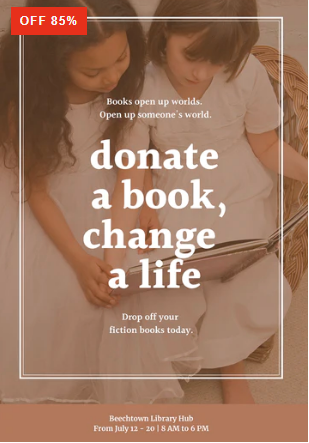 OFF 85%
Books open up worlds.
Open up someone's world.
donate
a book,
change
a life
Drop off your
fiction books today.
Beechtown Library Hub
From July 12 - 20 | 8 AM to 6 PM